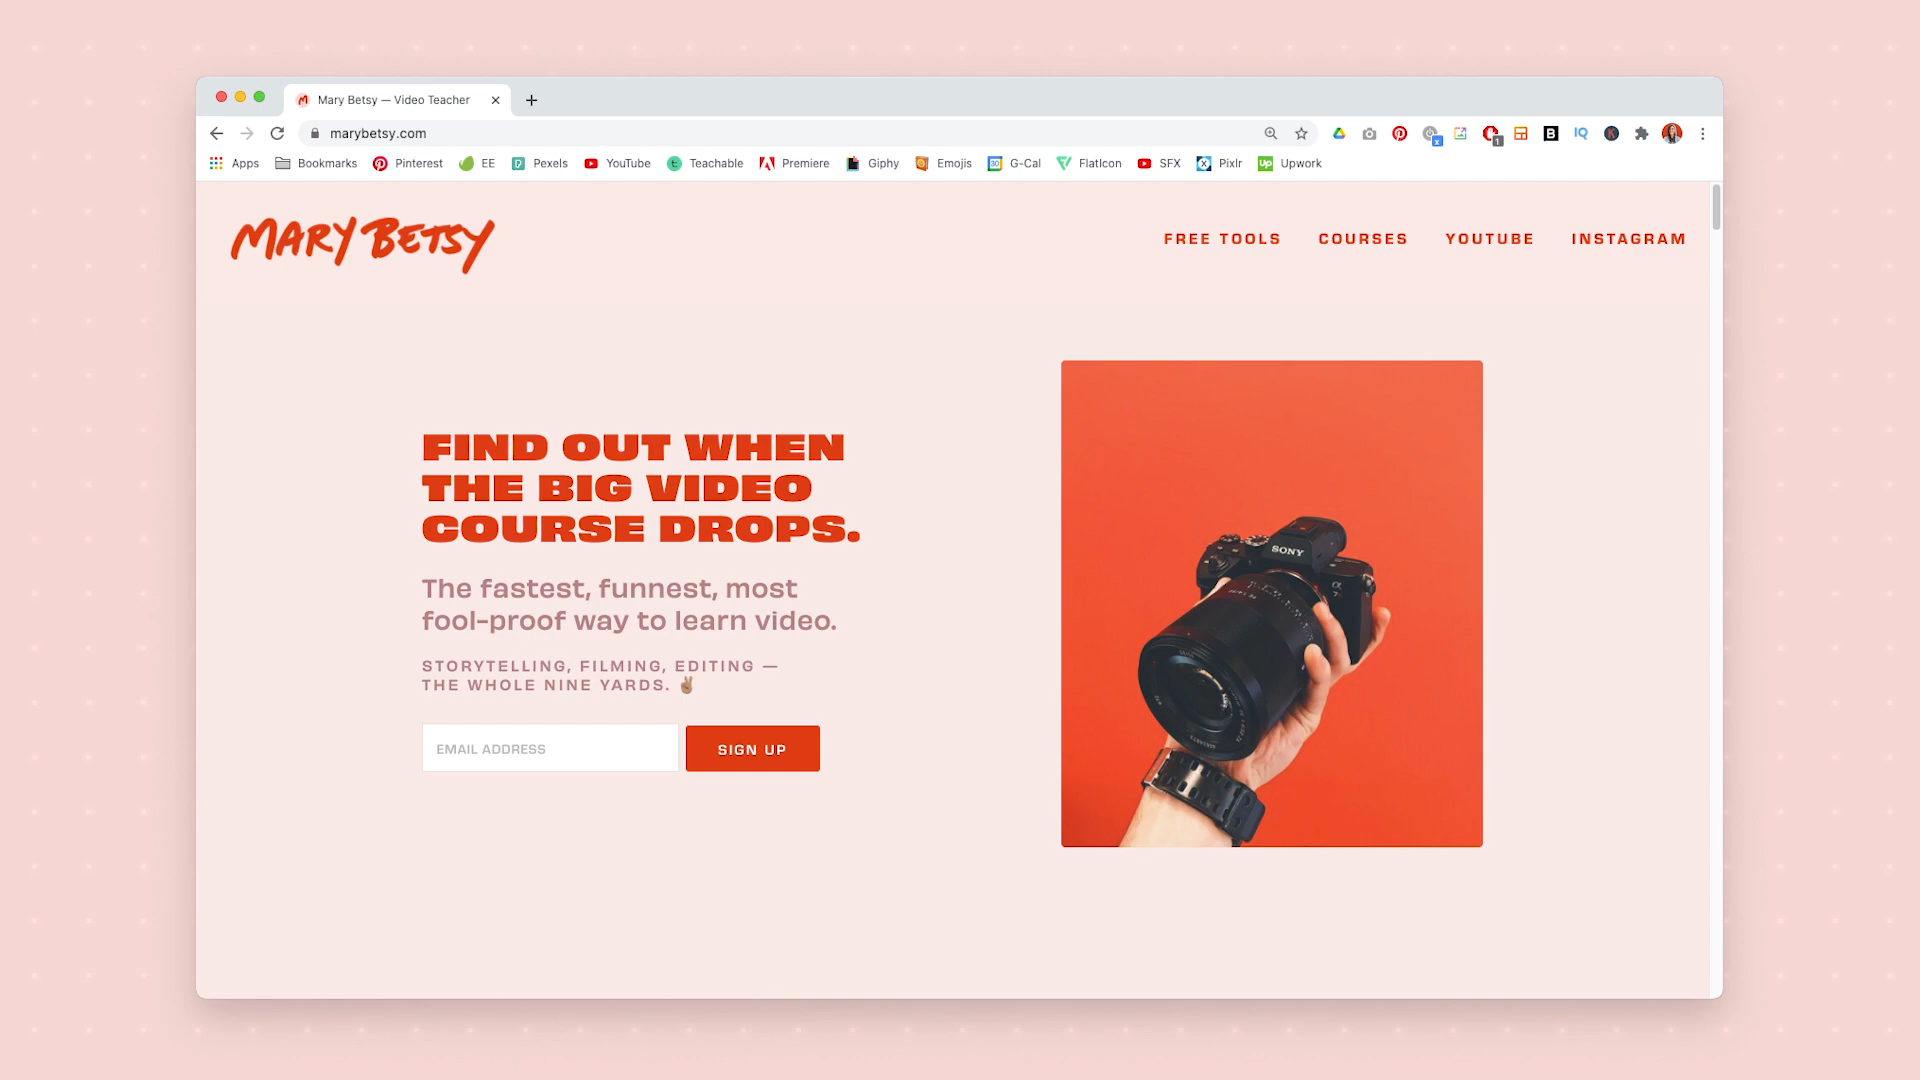 Mary Betsy — Video Teacher
marybetsy.com
Apps Bookmarks Pinterest EE Pexels YouTube Teachable Premiere Giphy Emojis G-Cal FlatIcon SFX Pixlr Upwork
MARY BETSY
FREE TOOLS COURSES YOUTUBE INSTAGRAM
FIND OUT WHEN
THE BIG VIDEO
COURSE DROPS.
The fastest, funnest, most
fool-proof way to learn video.
STORYTELLING, FILMING, EDITING —
THE WHOLE NINE YARDS. ✌🏽
EMAIL ADDRESS SIGN UP
SONY